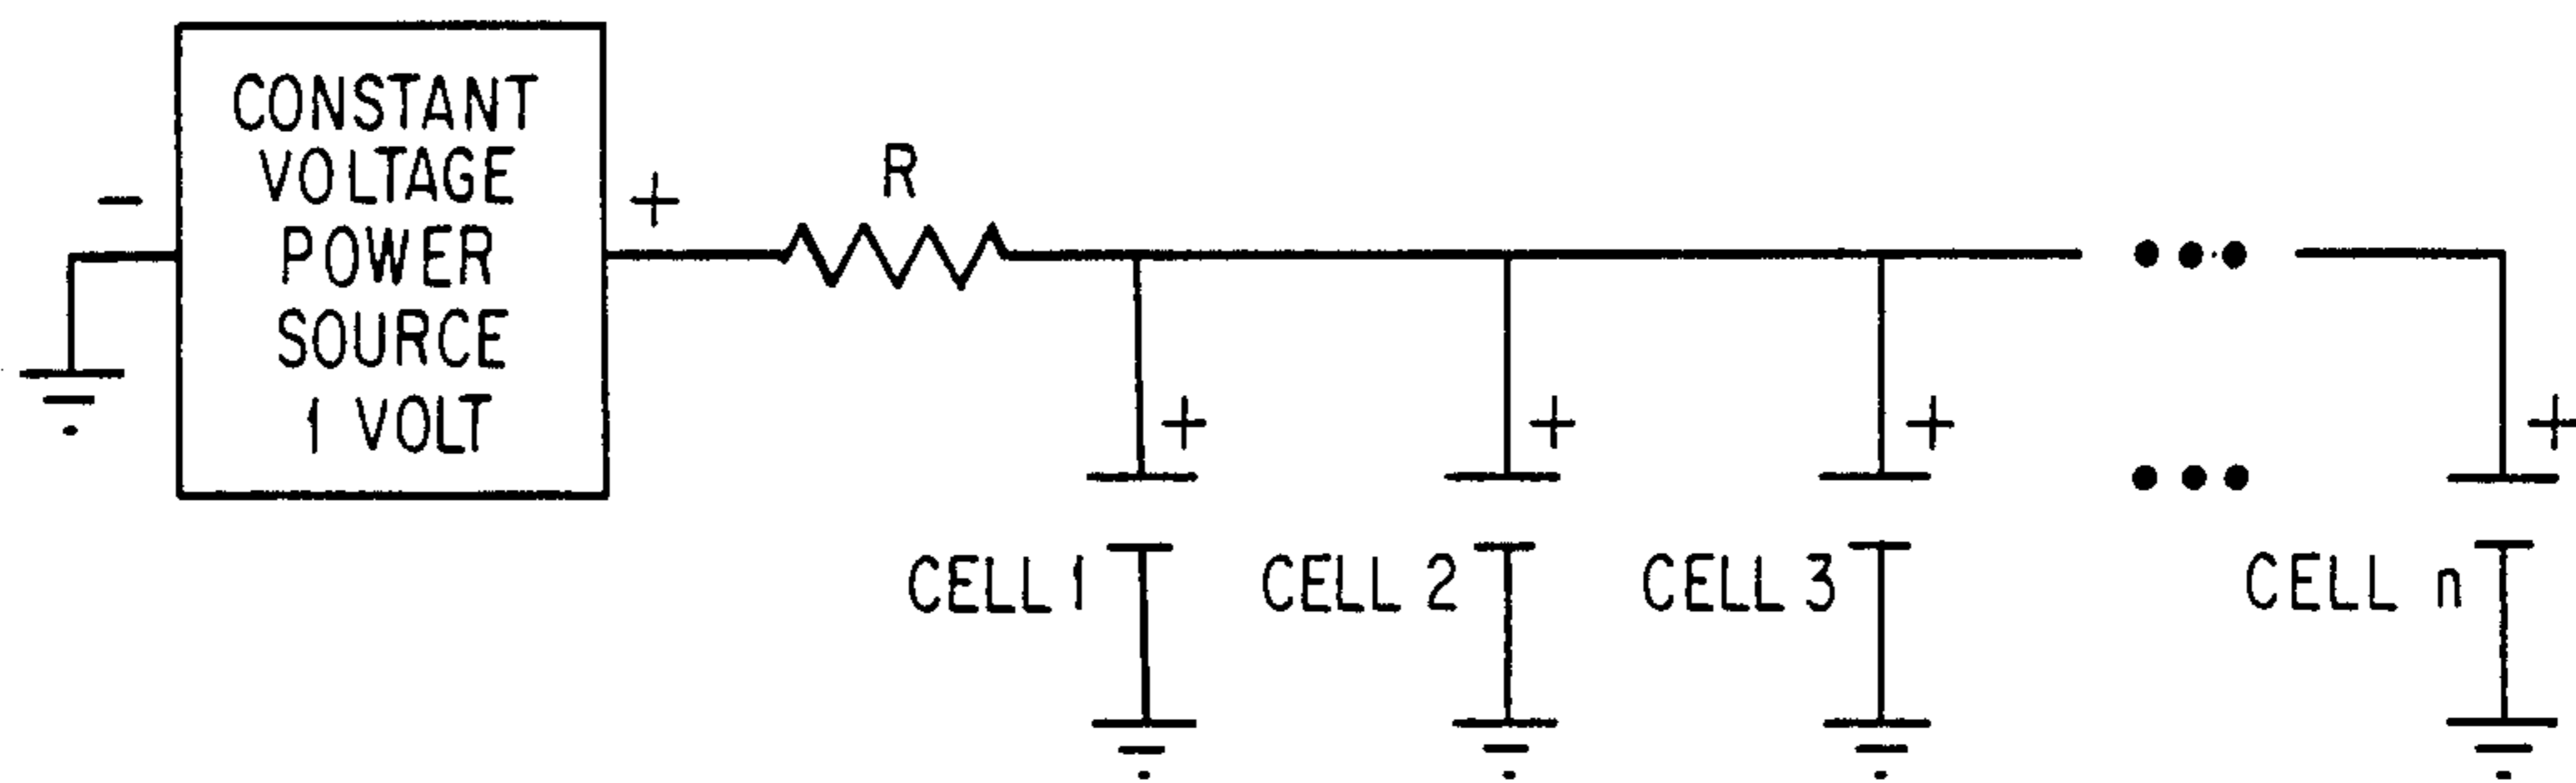 CONSTANT
VOLTAGE
POWER
SOURCE
1 VOLT
-
+
R
+
+
+
+
CELL 1
CELL 2
CELL 3
CELL n